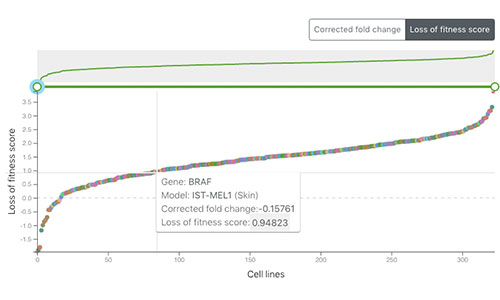 Corrected fold change Loss of fitness score
3.5
3.0
2.5
2.0
1.5
1.0
0.5
0.0
-0.5
-1.0
-1.5
Loss of fitness score
Gene: BRAF
Model: IST-MEL1 (Skin)
Corrected fold change:-0.15761
Loss of fitness score: 0.94823
0 50 100 150 200 250 300
Cell lines